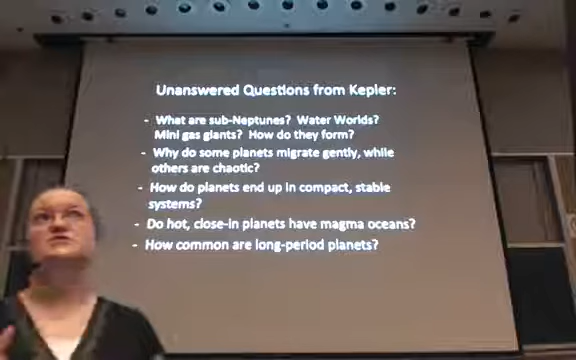 Unanswered Questions from Kepler:
- What are sub-Neptunes? Water Worlds?
Mini gas giants? How do they form?
- Why do some planets migrate gently, while
others are chaotic?
- How do planets end up in compact, stable
systems?
- Do hot, close-in planets have magma oceans?
- How common are long-period planets?